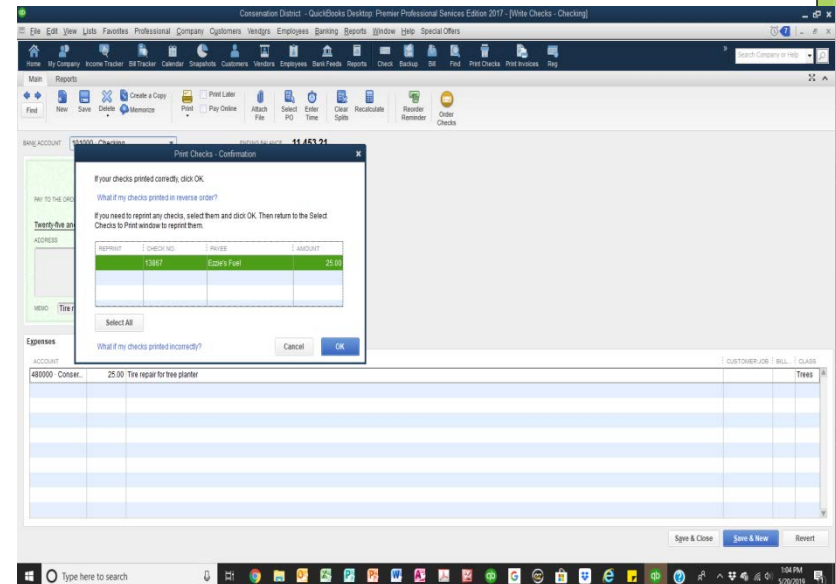 Conservation District - QuickBooks Desktop: Premier Professional Services Edition 2017 - [Write Checks - Checking]
File Edit View Lists Favorites Professional Company Customers Vendors Employees Banking Reports Window Help Special Offers
Home My Company Income Tracker Bill Tracker Calendar Snapshots Customers Vendors Employees Bank Feeds Reports Check Backup Bill Find Print Checks Print Invoices Reg
Search Company or Help
Main Reports
Find New Save Delete Create a Copy Memorize Print Print Later Pay Online Attach File Select PO Enter Time Clear Splits Recalculate Reorder Reminder Order Checks
BANK ACCOUNT 101000 · Checking ENDING BALANCE 11,453.21
Print Checks - Confirmation
If your checks printed correctly, click OK.
What if my checks printed in reverse order?
PAY TO THE ORD
If you need to reprint any checks, select them and click OK. Then return to the Select
Checks to Print window to reprint them.
Twenty-five an
ADDRESS
REPRINT CHECK NO. PAYEE AMOUNT
13867 Ezzie's Fuel 25.00
MEMO Tire r
Select All
What if my checks printed incorrectly? Cancel OK
Expenses
ACCOUNT CUSTOMER:JOB BILL... CLASS
480000 · Conser... 25.00 Tire repair for tree planter Trees
Save & Close Save & New Revert
Type here to search
1:04 PM
5/20/2019